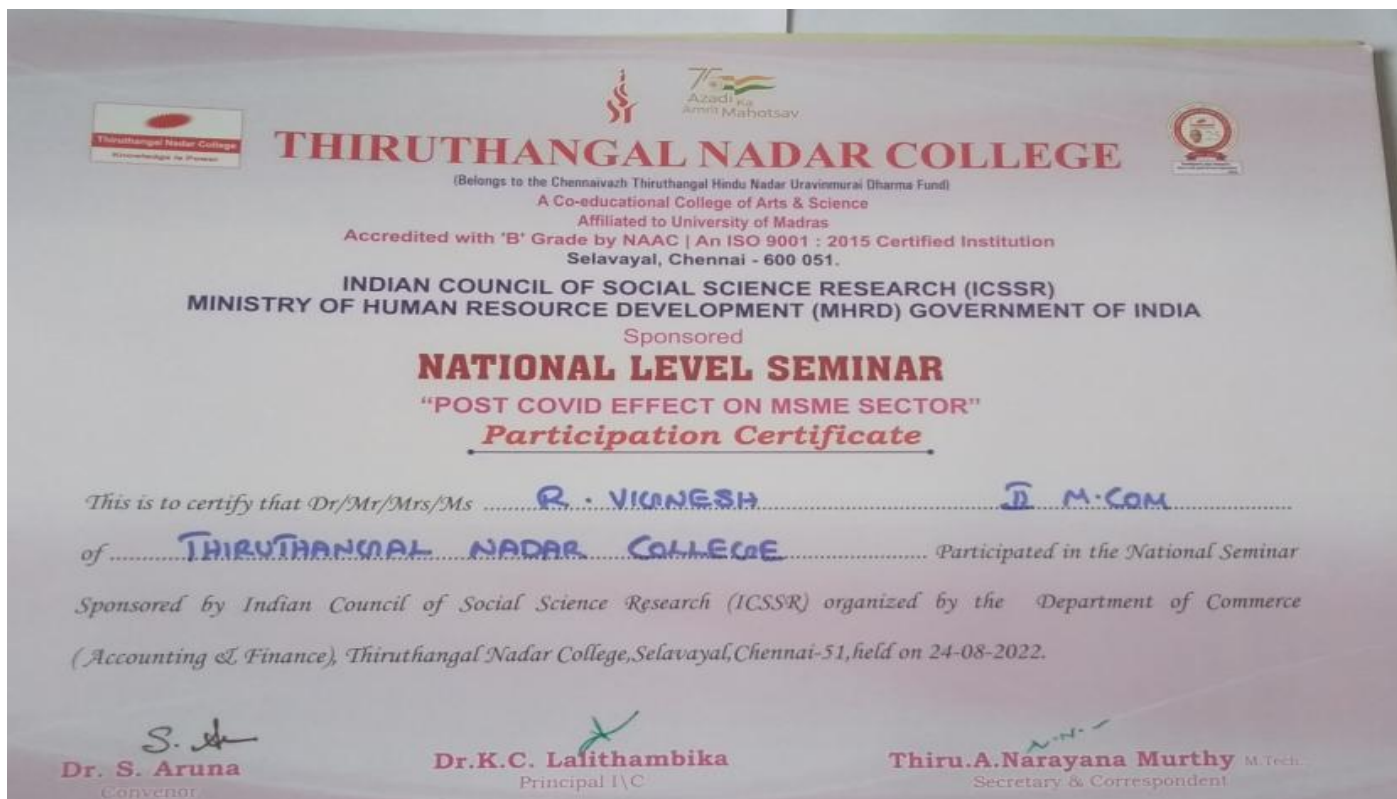 75
Azadi Ka
Amrit Mahotsav
Thiruthangal Nadar College
Knowledge is Power
THIRUTHANGAL NADAR COLLEGE
(Belongs to the Chennaivazh Thiruthangal Hindu Nadar Uravinmurai Dharma Fund)
A Co-educational College of Arts & Science
Affiliated to University of Madras
Accredited with 'B' Grade by NAAC | An ISO 9001 : 2015 Certified Institution
Selavayal, Chennai - 600 051.
INDIAN COUNCIL OF SOCIAL SCIENCE RESEARCH (ICSSR)
MINISTRY OF HUMAN RESOURCE DEVELOPMENT (MHRD) GOVERNMENT OF INDIA
Sponsored
NATIONAL LEVEL SEMINAR
“POST COVID EFFECT ON MSME SECTOR”
Participation Certificate
This is to certify that Dr/Mr/Mrs/Ms R. VIGNESH II M.COM
of THIRUTHANGAL NADAR COLLEGE Participated in the National Seminar
Sponsored by Indian Council of Social Science Research (ICSSR) organized by the Department of Commerce
(Accounting & Finance), Thiruthangal Nadar College,Selavayal,Chennai-51,held on 24-08-2022.
Dr. S. Aruna
Convenor
Dr.K.C. Lalithambika
Principal I\C
Thiru.A.Narayana Murthy M.Tech.
Secretary & Correspondent